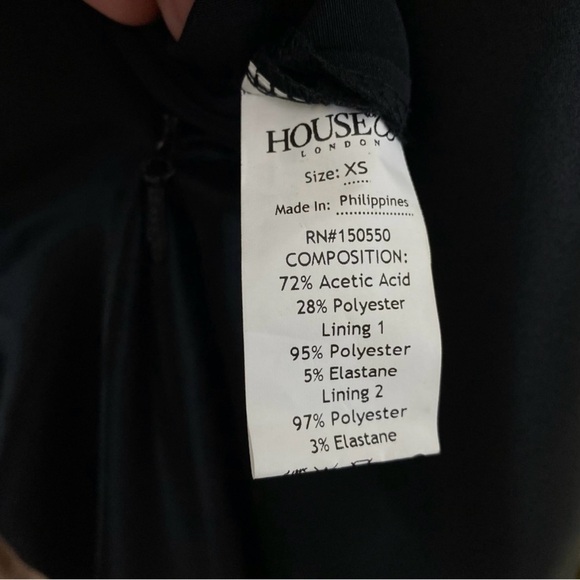 HOUSE
LONDON
Size: XS
Made In: Philippines
RN#150550
COMPOSITION:
72% Acetic Acid
28% Polyester
Lining 1
95% Polyester
5% Elastane
Lining 2
97% Polyester
3% Elastane